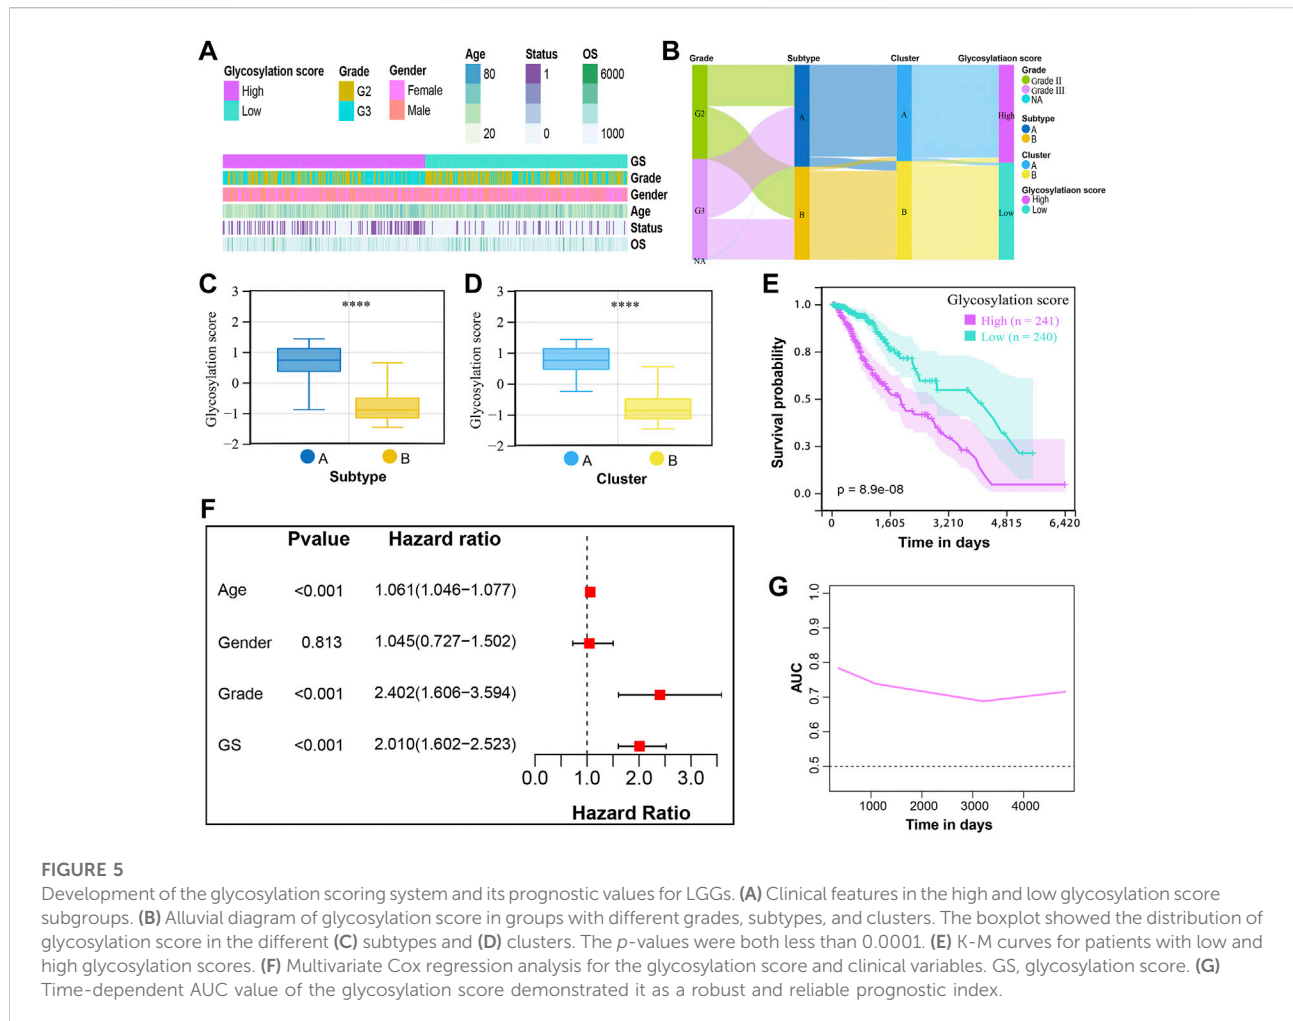 A
Glycosylation score
High
Low
Grade
G2
G3
Gender
Female
Male
Age
80
20
Status
1
0
OS
6000
1000
GS
Grade
Gender
Age
Status
OS
B
Grade
Subtype
Cluster
Glycosylatiaon score
G2
G3
NA
A
B
A
B
High
Low
Grade
Grade II
Grade III
NA
Subtype
A
B
Cluster
A
B
Glycosylatiaon score
High
Low
C
Glycosylation score
3
2
1
0
−1
−2
****
A
B
Subtype
D
Glycosylation score
3
2
1
0
−1
−2
****
A
B
Cluster
E
Glycosylation score
High (n = 241)
Low (n = 240)
Survival probability
1.0
0.8
0.5
0.3
0.0
p = 8.9e-08
0
1,605
3,210
4,815
6,420
Time in days
F
Pvalue Hazard ratio
Age <0.001 1.061(1.046−1.077)
Gender 0.813 1.045(0.727−1.502)
Grade <0.001 2.402(1.606−3.594)
GS <0.001 2.010(1.602−2.523)
0.0 1.0 2.0 3.0
Hazard Ratio
G
AUC
1.0
0.9
0.8
0.7
0.6
0.5
1000 2000 3000 4000
Time in days
FIGURE 5
Development of the glycosylation scoring system and its prognostic values for LGGs. (A) Clinical features in the high and low glycosylation score
subgroups. (B) Alluvial diagram of glycosylation score in groups with different grades, subtypes, and clusters. The boxplot showed the distribution of
glycosylation score in the different (C) subtypes and (D) clusters. The p-values were both less than 0.0001. (E) K-M curves for patients with low and
high glycosylation scores. (F) Multivariate Cox regression analysis for the glycosylation score and clinical variables. GS, glycosylation score. (G)
Time-dependent AUC value of the glycosylation score demonstrated it as a robust and reliable prognostic index.